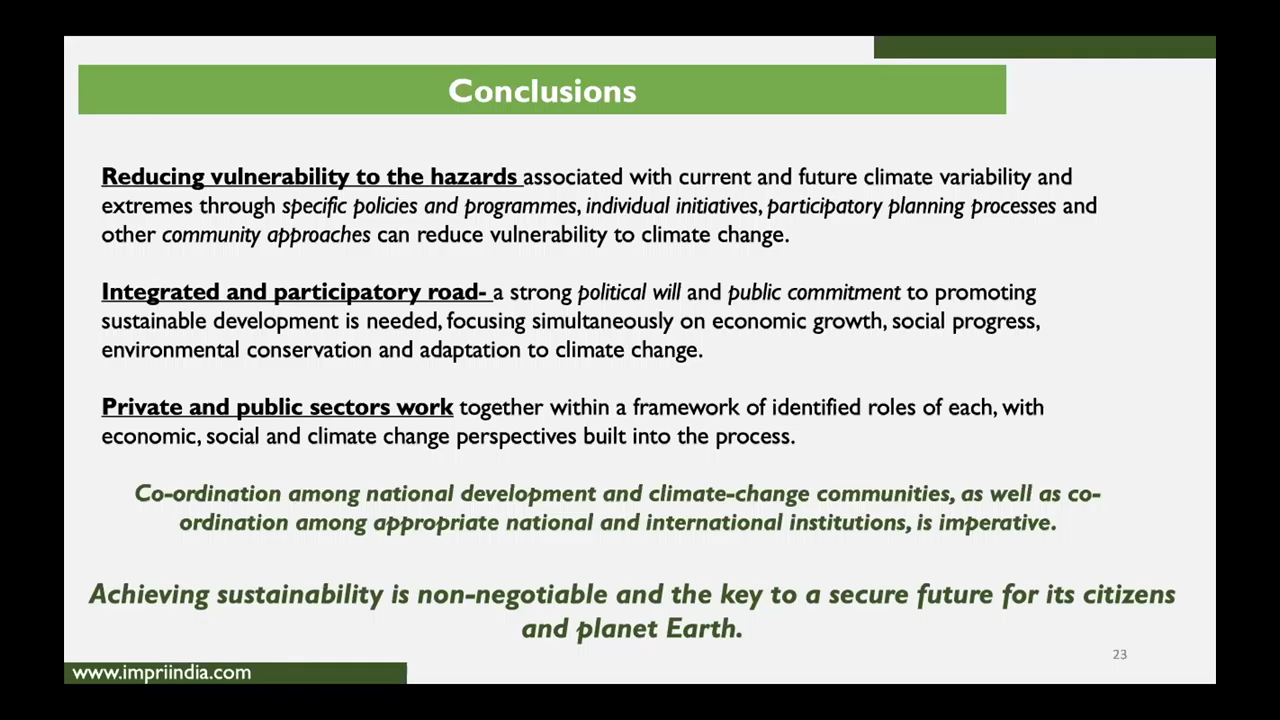 Conclusions
Reducing vulnerability to the hazards associated with current and future climate variability and
extremes through specific policies and programmes, individual initiatives, participatory planning processes and
other community approaches can reduce vulnerability to climate change.
Integrated and participatory road- a strong political will and public commitment to promoting
sustainable development is needed, focusing simultaneously on economic growth, social progress,
environmental conservation and adaptation to climate change.
Private and public sectors work together within a framework of identified roles of each, with
economic, social and climate change perspectives built into the process.
Co-ordination among national development and climate-change communities, as well as co-
ordination among appropriate national and international institutions, is imperative.
Achieving sustainability is non-negotiable and the key to a secure future for its citizens
and planet Earth.
23
www.impriindia.com